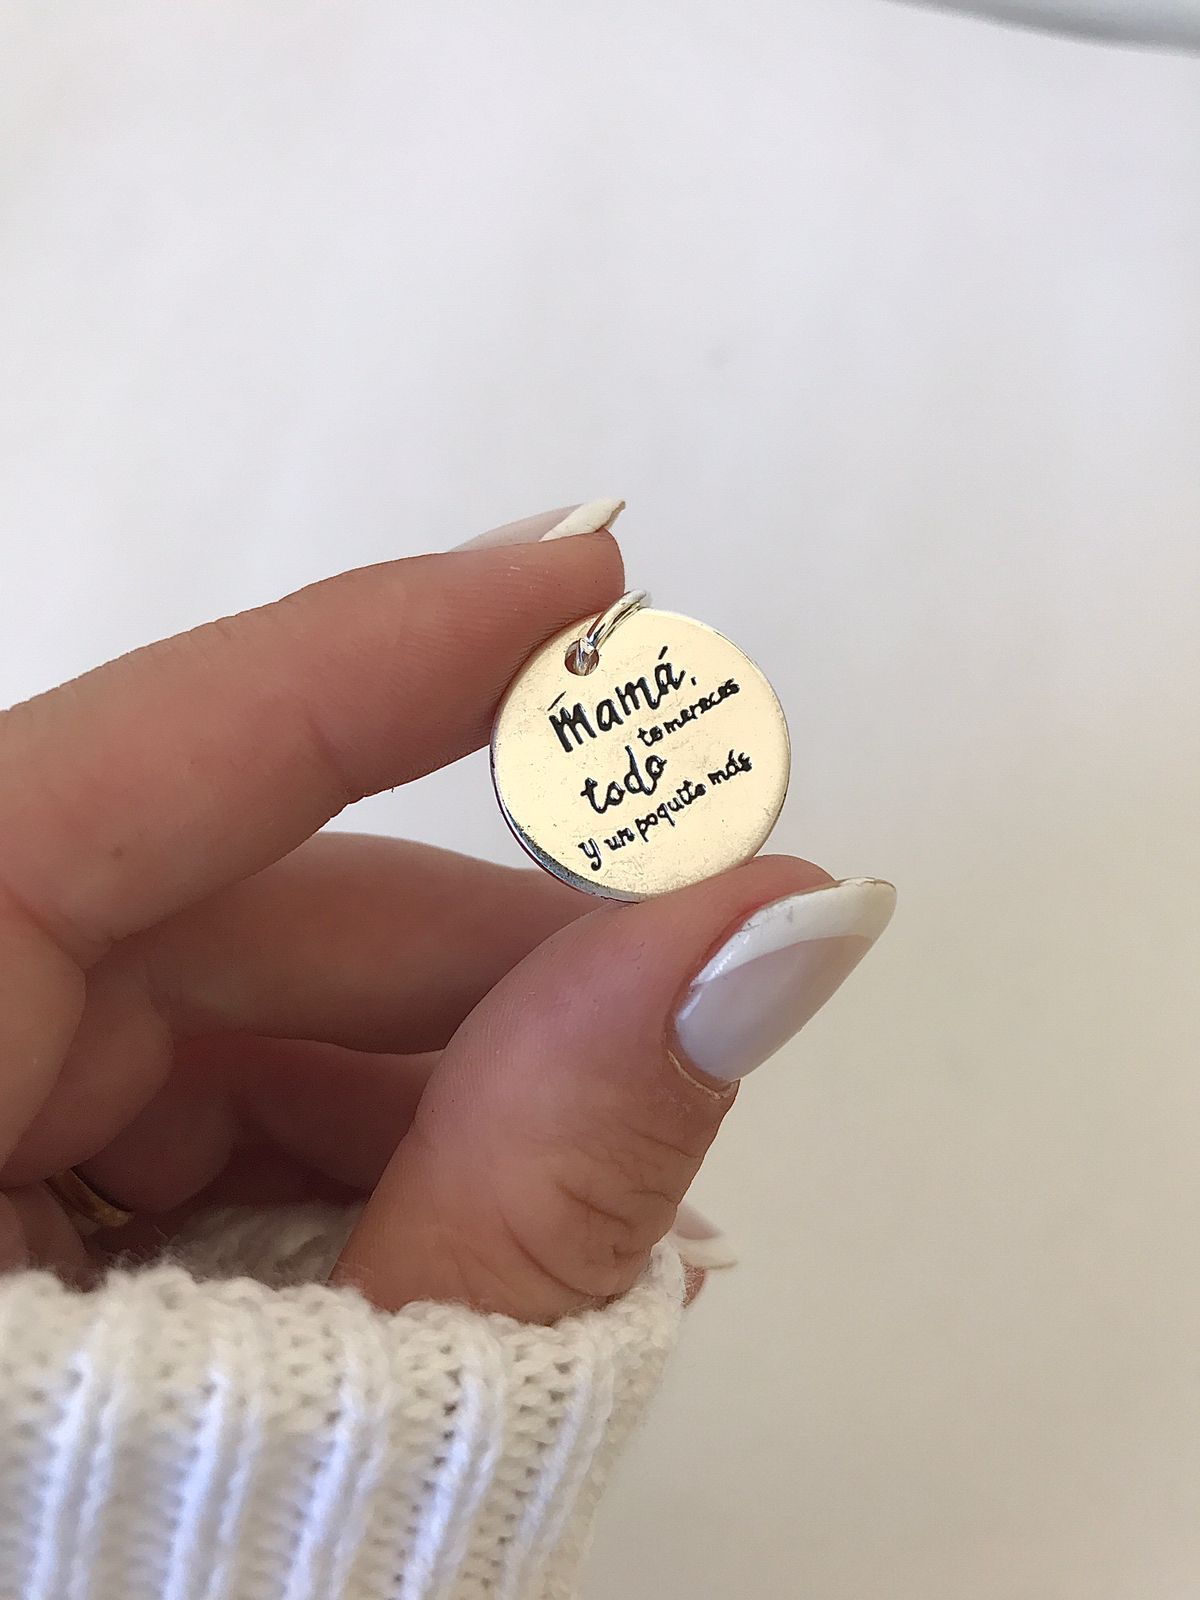 Mamá,
te mereces
todo
y un poquito más